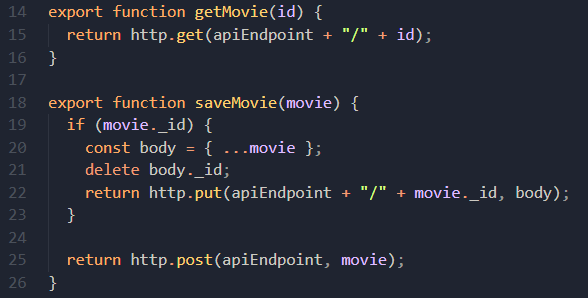 14 export function getMovie(id) {
15   return http.get(apiEndpoint + "/" + id);
16 }
17
18 export function saveMovie(movie) {
19   if (movie._id) {
20     const body = { ...movie };
21     delete body._id;
22     return http.put(apiEndpoint + "/" + movie._id, body);
23   }
24
25   return http.post(apiEndpoint, movie);
26 }